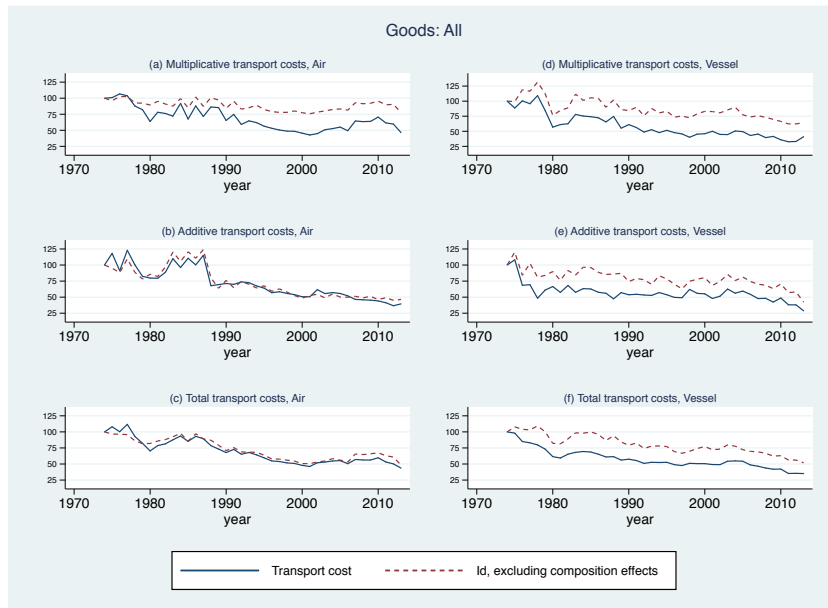 Goods: All
(a) Multiplicative transport costs, Air
125
100
75
50
25
1970 1980 1990 2000 2010
year
(d) Multiplicative transport costs, Vessel
125
100
75
50
25
1970 1980 1990 2000 2010
year
(b) Additive transport costs, Air
125
100
75
50
25
1970 1980 1990 2000 2010
year
(e) Additive transport costs, Vessel
125
100
75
50
25
1970 1980 1990 2000 2010
year
(c) Total transport costs, Air
125
100
75
50
25
1970 1980 1990 2000 2010
year
(f) Total transport costs, Vessel
125
100
75
50
25
1970 1980 1990 2000 2010
year
Transport cost Id, excluding composition effects